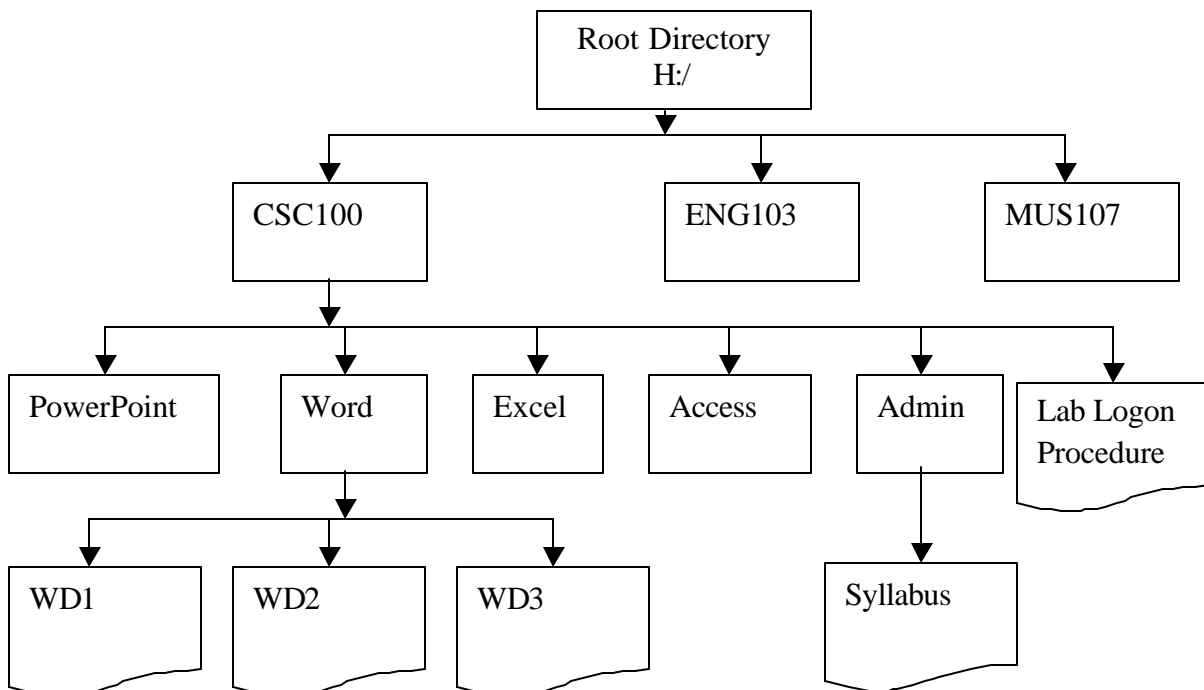 Root Directory
H:/
CSC100
ENG103
MUS107
PowerPoint
Word
Excel
Access
Admin
Lab Logon
Procedure
WD1
WD2
WD3
Syllabus